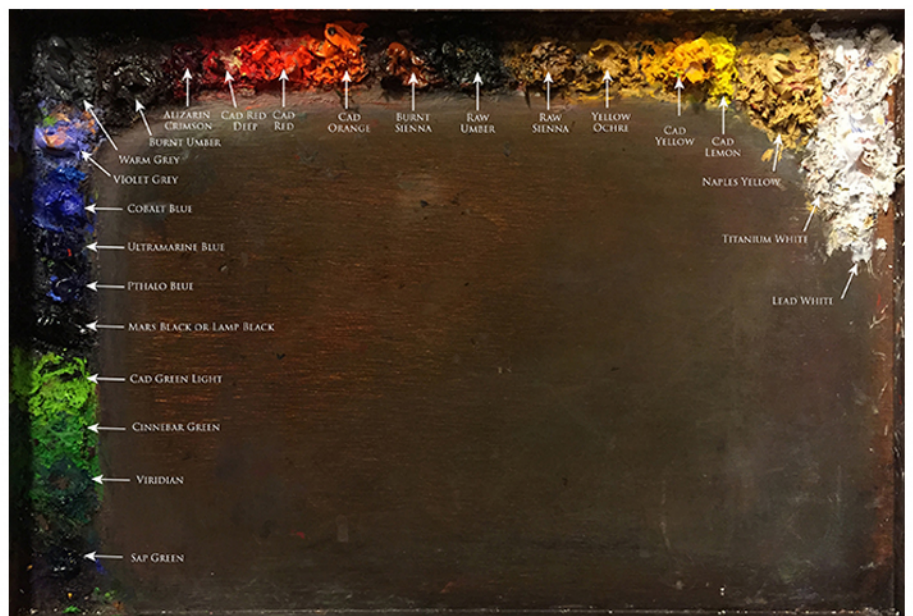 Alizarin
Crimson
Cad Red
Deep
Cad
Red
Cad
Orange
Burnt
Sienna
Raw
Umber
Raw
Sienna
Yellow
Ochre
Cad
Yellow
Cad
Lemon
Burnt Umber
Warm Grey
Violet Grey
Naples Yellow
Cobalt Blue
Titanium White
Ultramarine Blue
Pthalo Blue
Lead White
Mars Black or Lamp Black
Cad Green Light
Cinnebar Green
Viridian
Sap Green